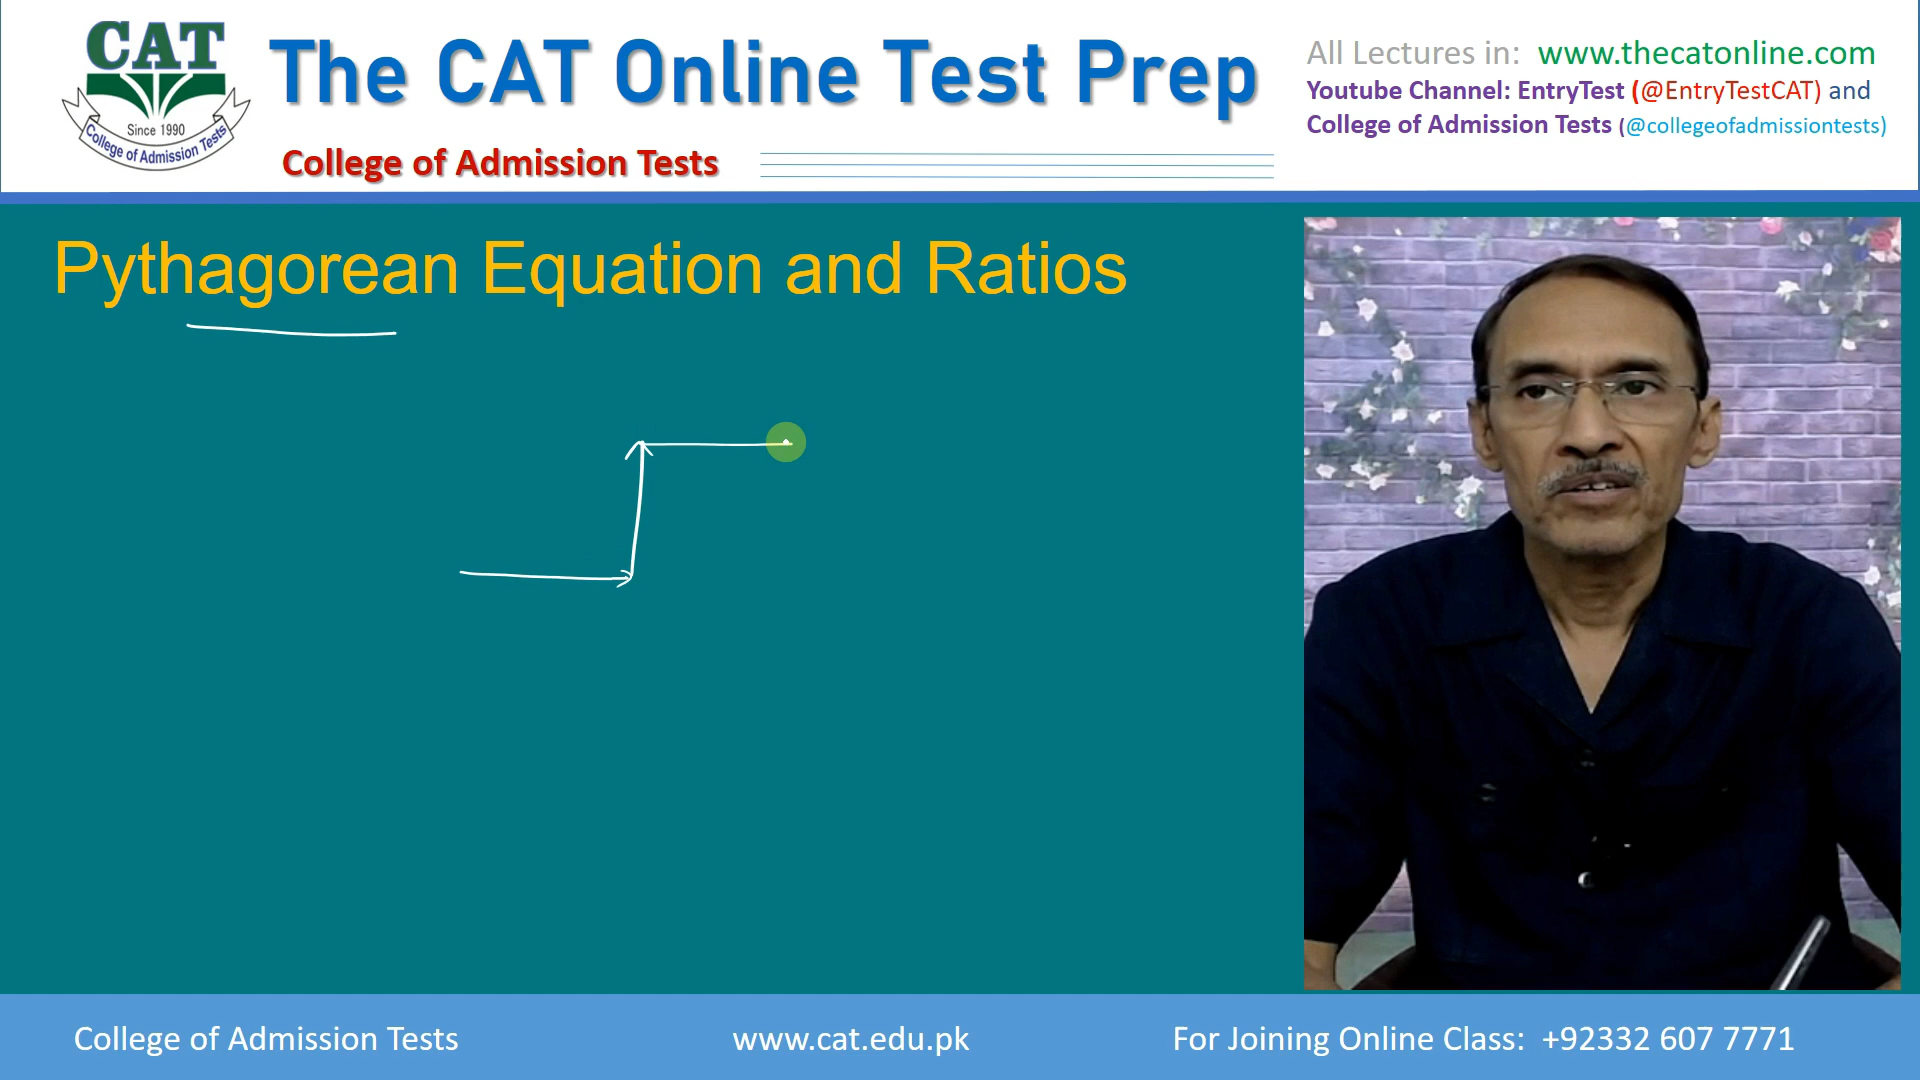 CAT
Since 1990
College of Admission Tests
The CAT Online Test Prep
College of Admission Tests
All Lectures in: www.thecatonline.com
Youtube Channel: EntryTest (@EntryTestCAT) and
College of Admission Tests (@collegeofadmissiontests)
Pythagorean Equation and Ratios
College of Admission Tests
www.cat.edu.pk
For Joining Online Class: +92332 607 7771